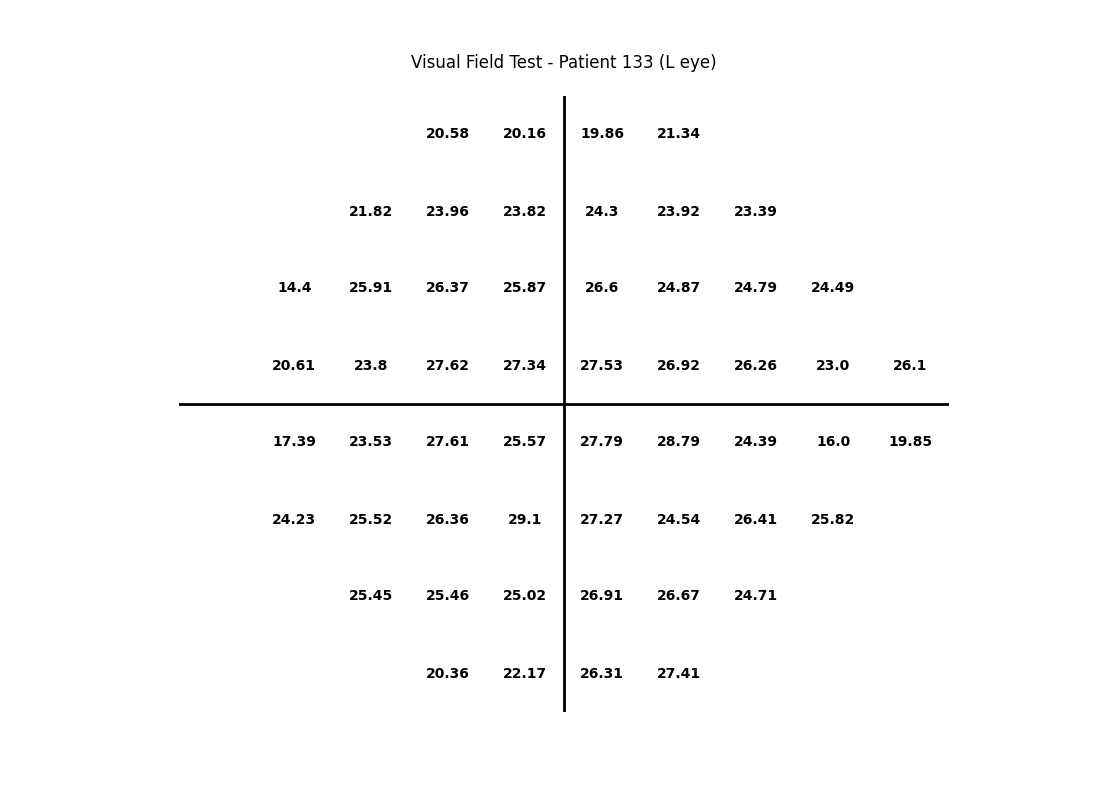 Visual Field Test - Patient 133 (L eye)
20.58 20.16 19.86 21.34
21.82 23.96 23.82 24.3 23.92 23.39
14.4 25.91 26.37 25.87 26.6 24.87 24.79 24.49
20.61 23.8 27.62 27.34 27.53 26.92 26.26 23.0 26.1
17.39 23.53 27.61 25.57 27.79 28.79 24.39 16.0 19.85
24.23 25.52 26.36 29.1 27.27 24.54 26.41 25.82
25.45 25.46 25.02 26.91 26.67 24.71
20.36 22.17 26.31 27.41